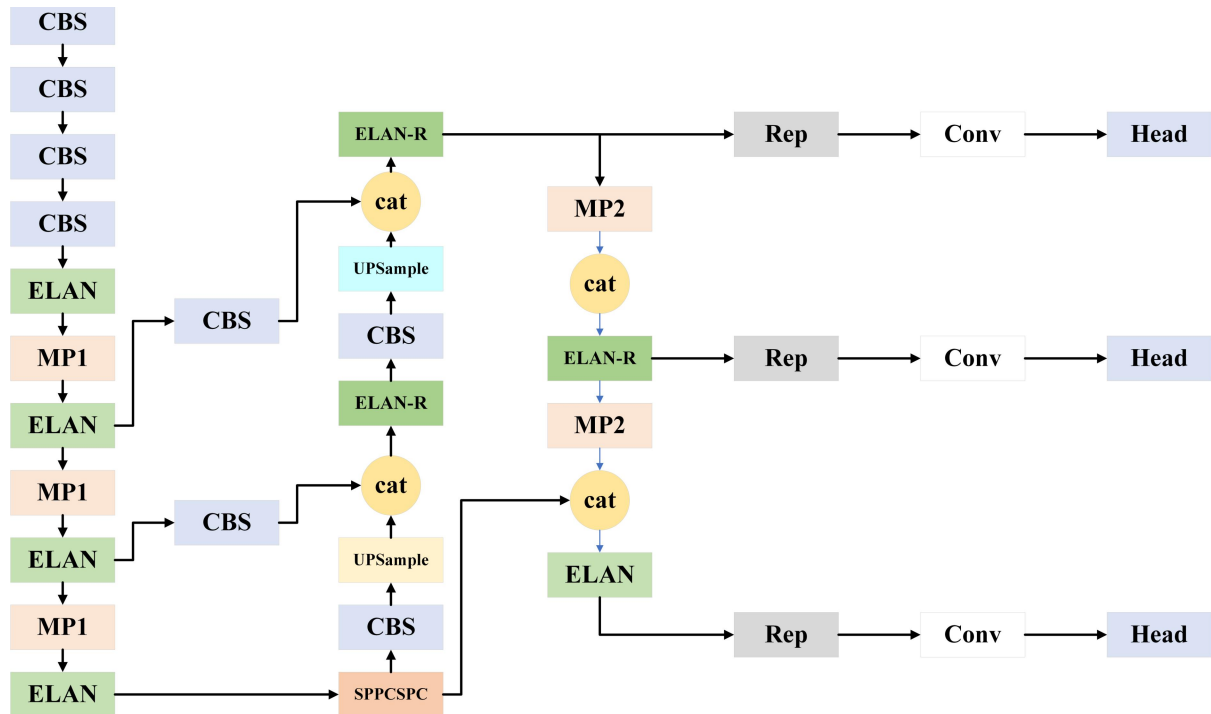 CBS
CBS
CBS
CBS
ELAN
MP1
ELAN
MP1
ELAN
MP1
ELAN
CBS
CBS
ELAN-R
cat
UPSample
CBS
ELAN-R
cat
UPSample
CBS
SPPCSPC
MP2
cat
ELAN-R
MP2
cat
ELAN
Rep
Conv
Head
Rep
Conv
Head
Rep
Conv
Head